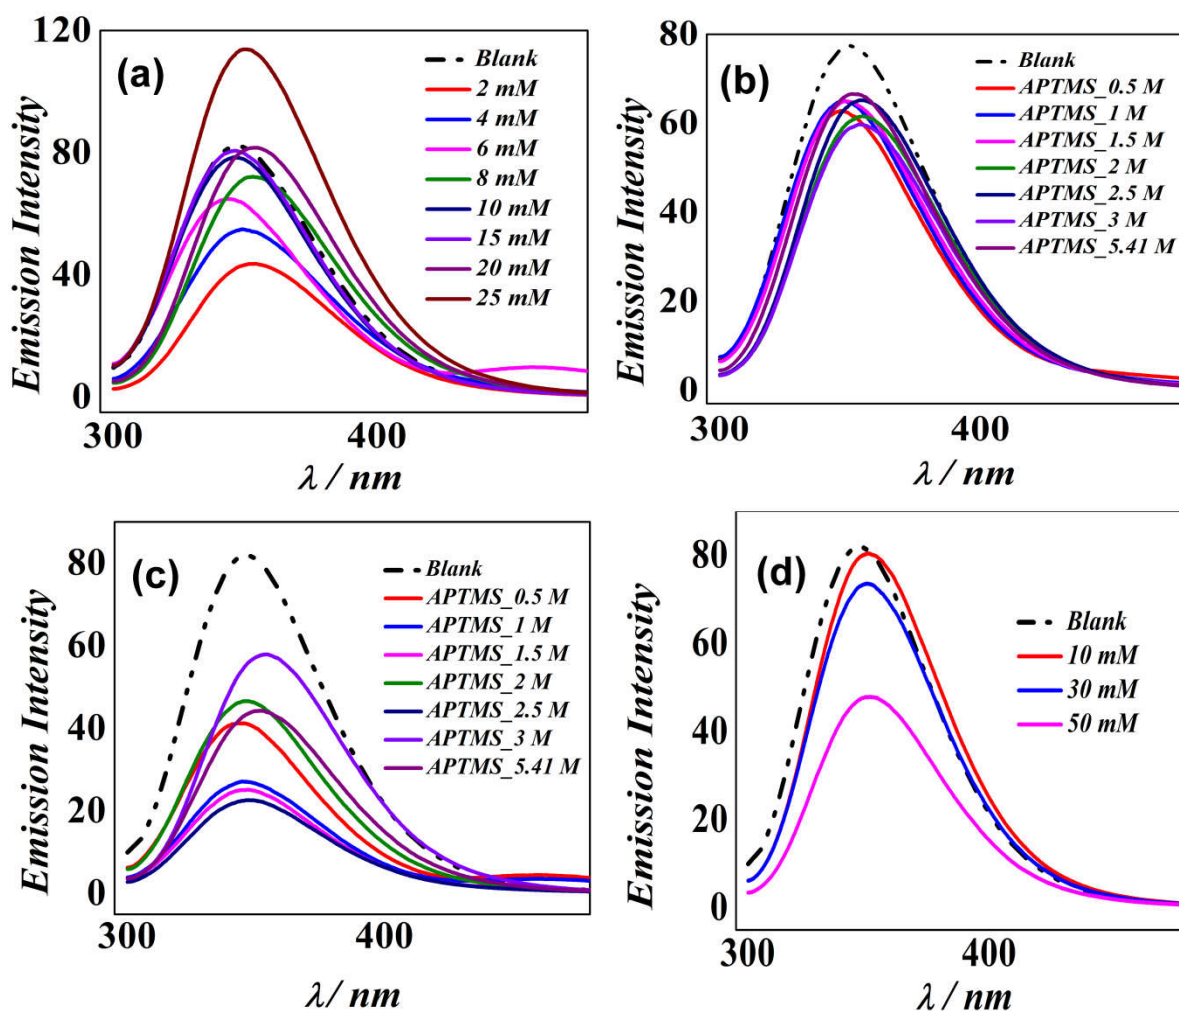 (a)
Emission Intensity
120
80
40
0
300
400
λ / nm
Blank
2 mM
4 mM
6 mM
8 mM
10 mM
15 mM
20 mM
25 mM
(b)
Emission Intensity
80
60
40
20
0
300
400
λ / nm
Blank
APTMS_0.5 M
APTMS_1 M
APTMS_1.5 M
APTMS_2 M
APTMS_2.5 M
APTMS_3 M
APTMS_5.41 M
(c)
Emission Intensity
80
60
40
20
0
300
400
λ / nm
Blank
APTMS_0.5 M
APTMS_1 M
APTMS_1.5 M
APTMS_2 M
APTMS_2.5 M
APTMS_3 M
APTMS_5.41 M
(d)
Emission Intensity
80
60
40
20
0
300
400
λ / nm
Blank
10 mM
30 mM
50 mM